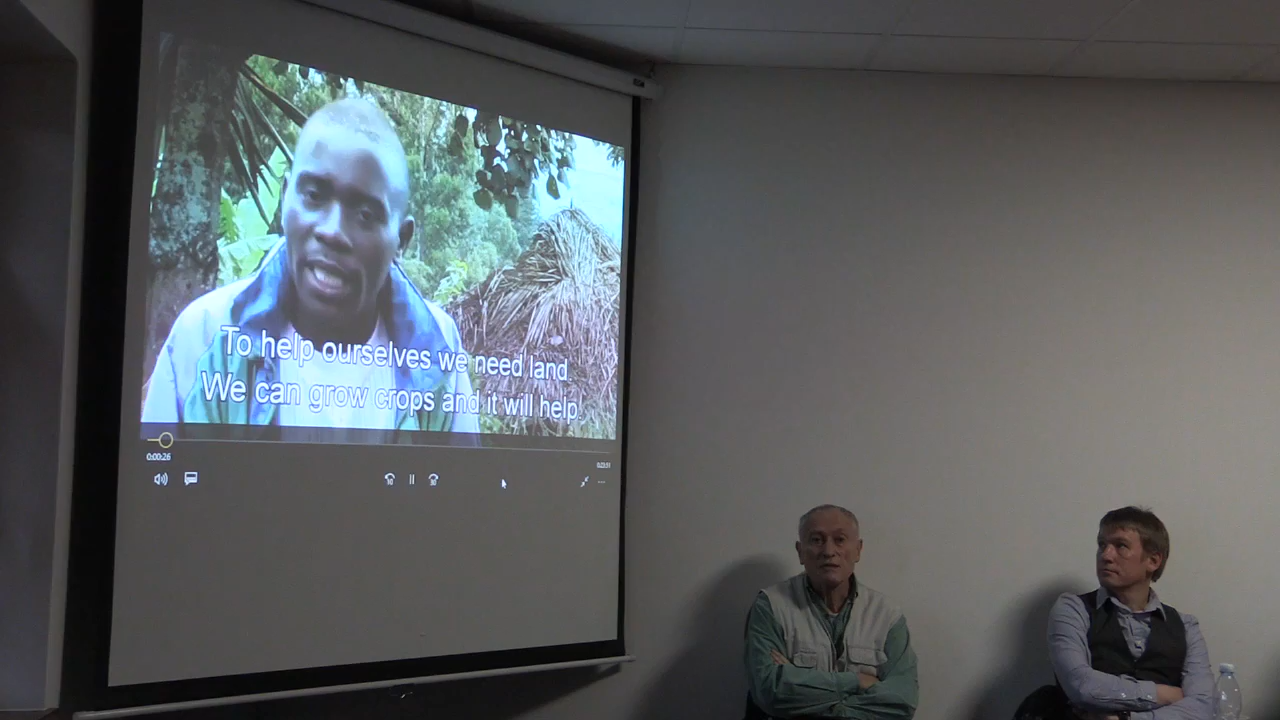 To help ourselves we need land.
We can grow crops and it will help.
0:00:26